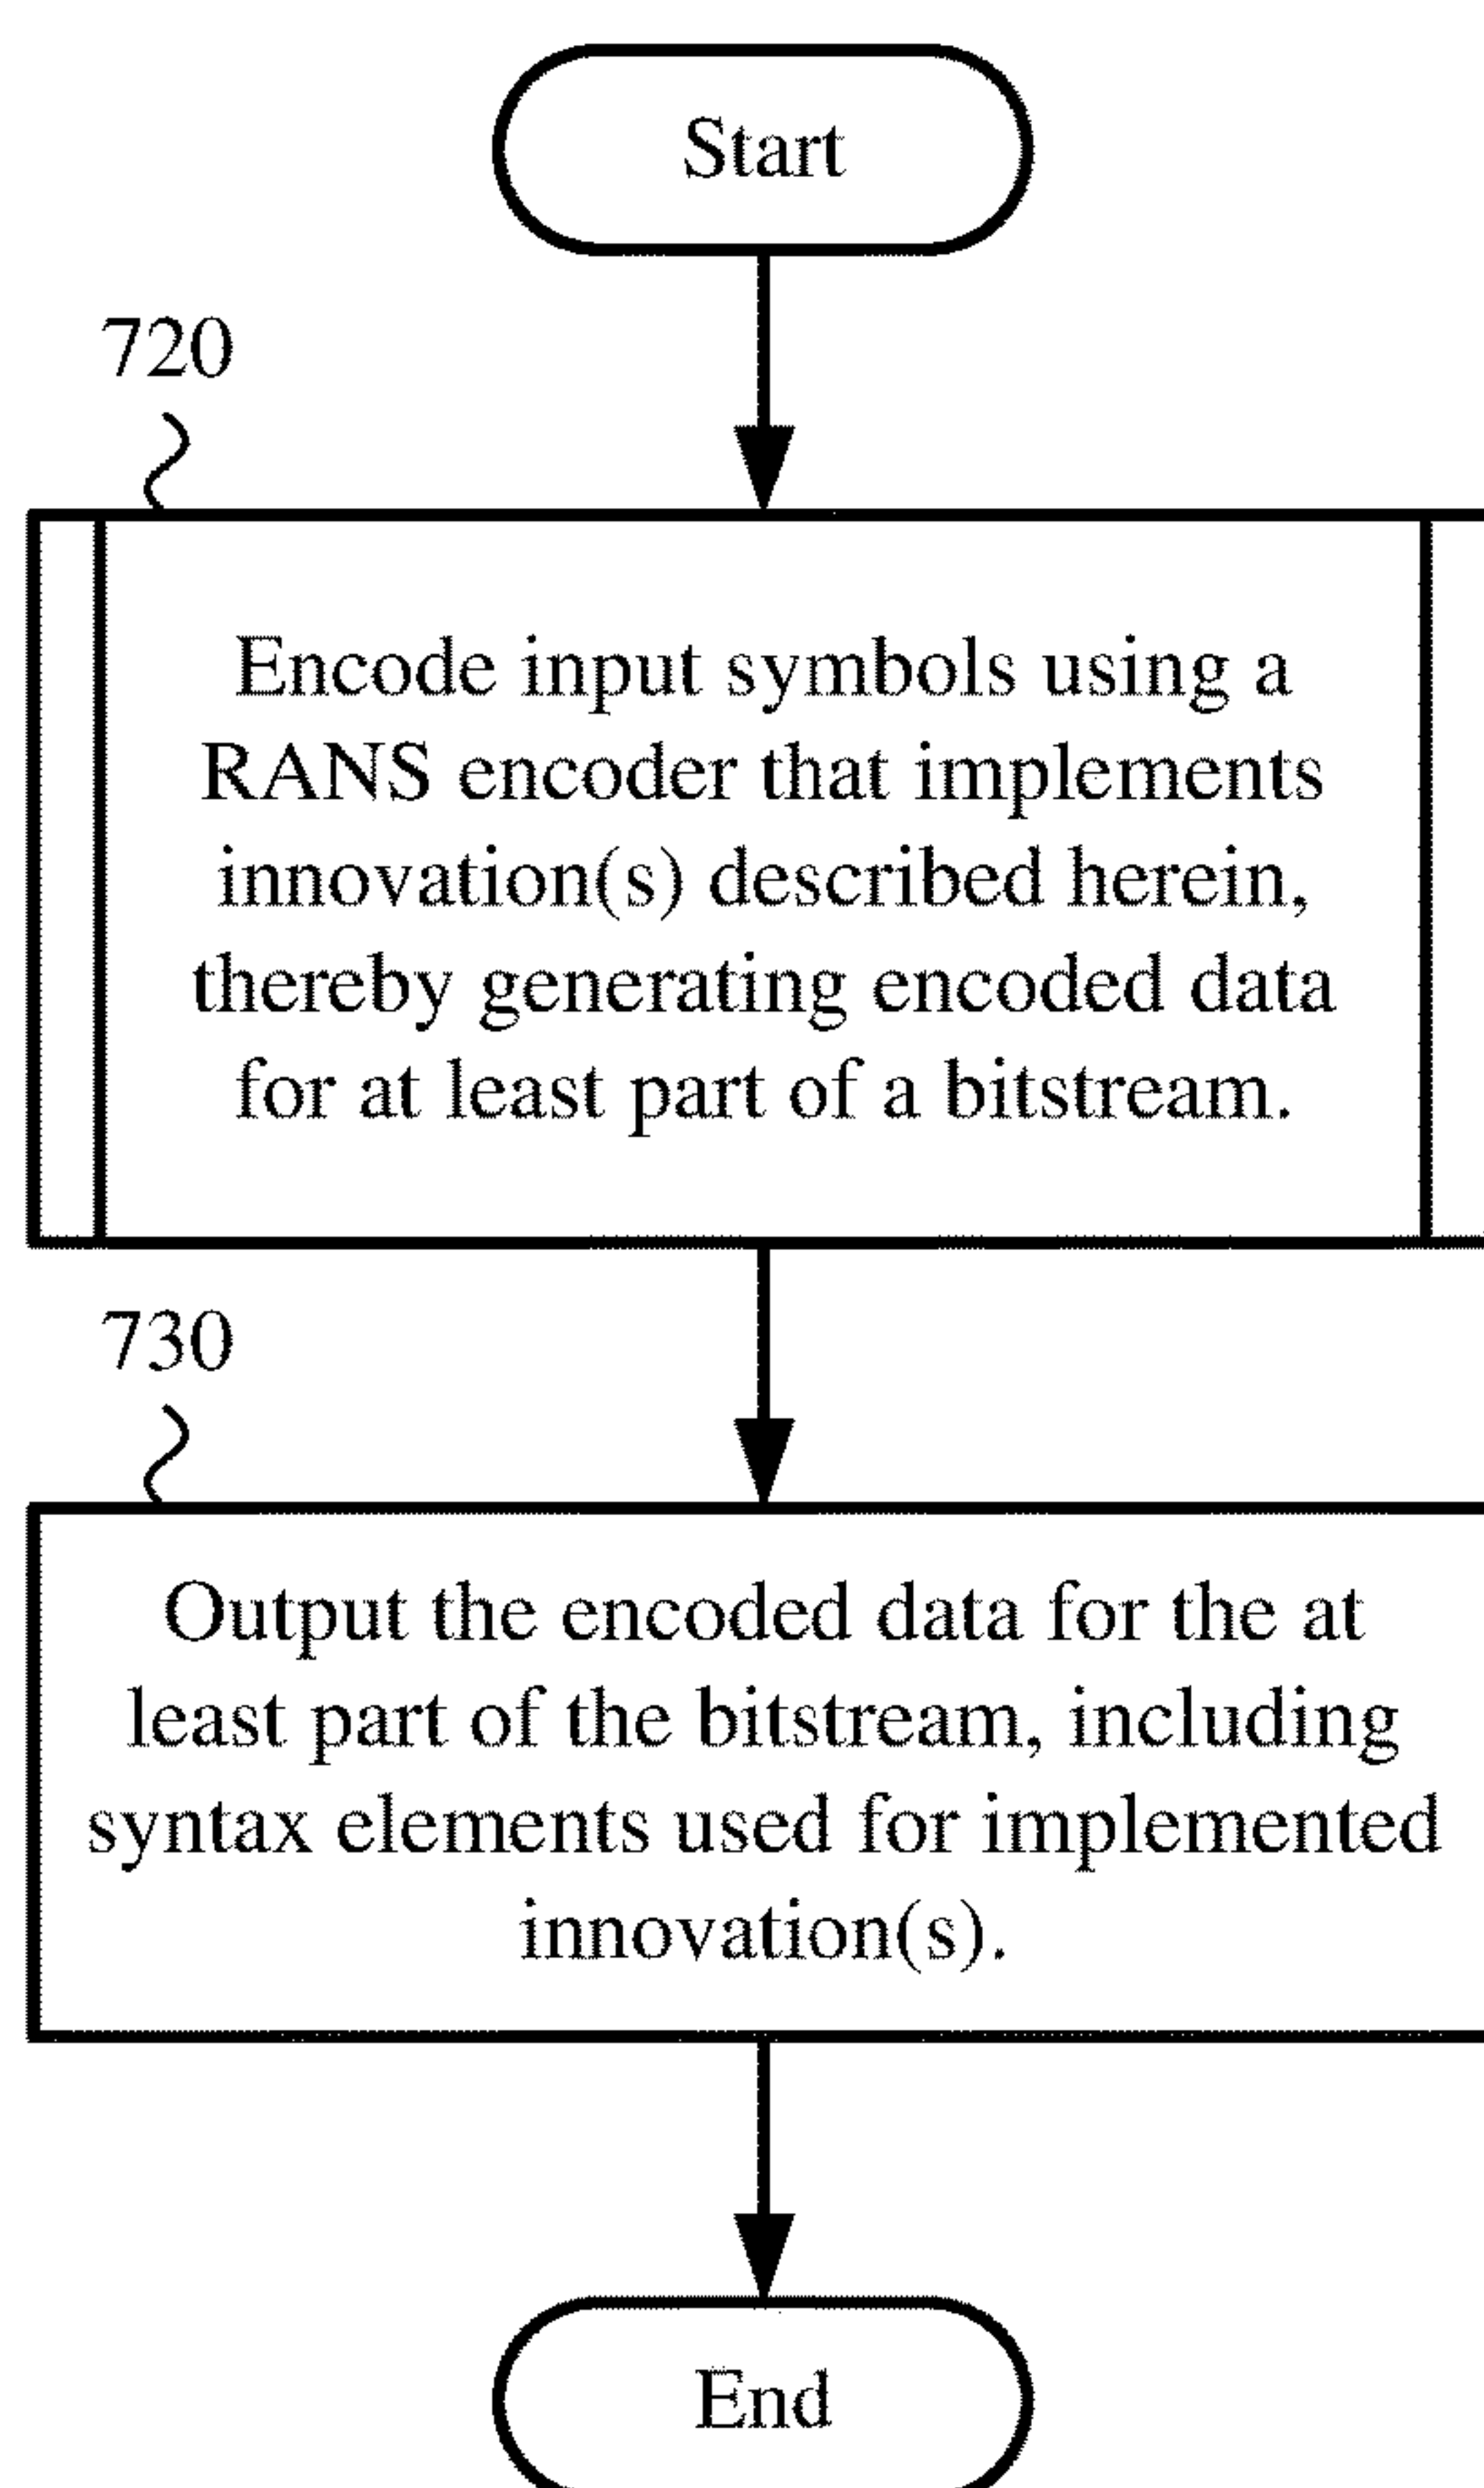 Start
720
Encode input symbols using a
RANS encoder that implements
innovation(s) described herein,
thereby generating encoded data
for at least part of a bitstream.
730
Output the encoded data for the at
least part of the bitstream, including
syntax elements used for implemented
innovation(s).
End